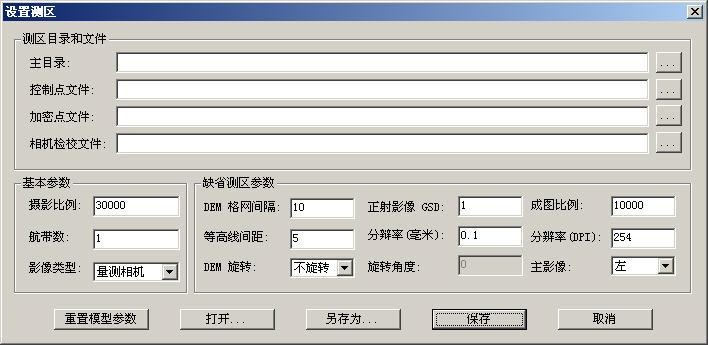 设置测区
测区目录和文件
主目录:
...
控制点文件:
...
加密点文件:
...
相机检校文件:
...
基本参数
缺省测区参数
摄影比例: 30000
DEM 格网间隔: 10
正射影像 GSD: 1
成图比例: 10000
航带数: 1
等高线间距: 5
分辨率(毫米): 0.1
分辨率(DPI): 254
影像类型: 量测相机
DEM 旋转: 不旋转
旋转角度: 0
主影像: 左
重置模型参数
打开...
另存为...
保存
取消